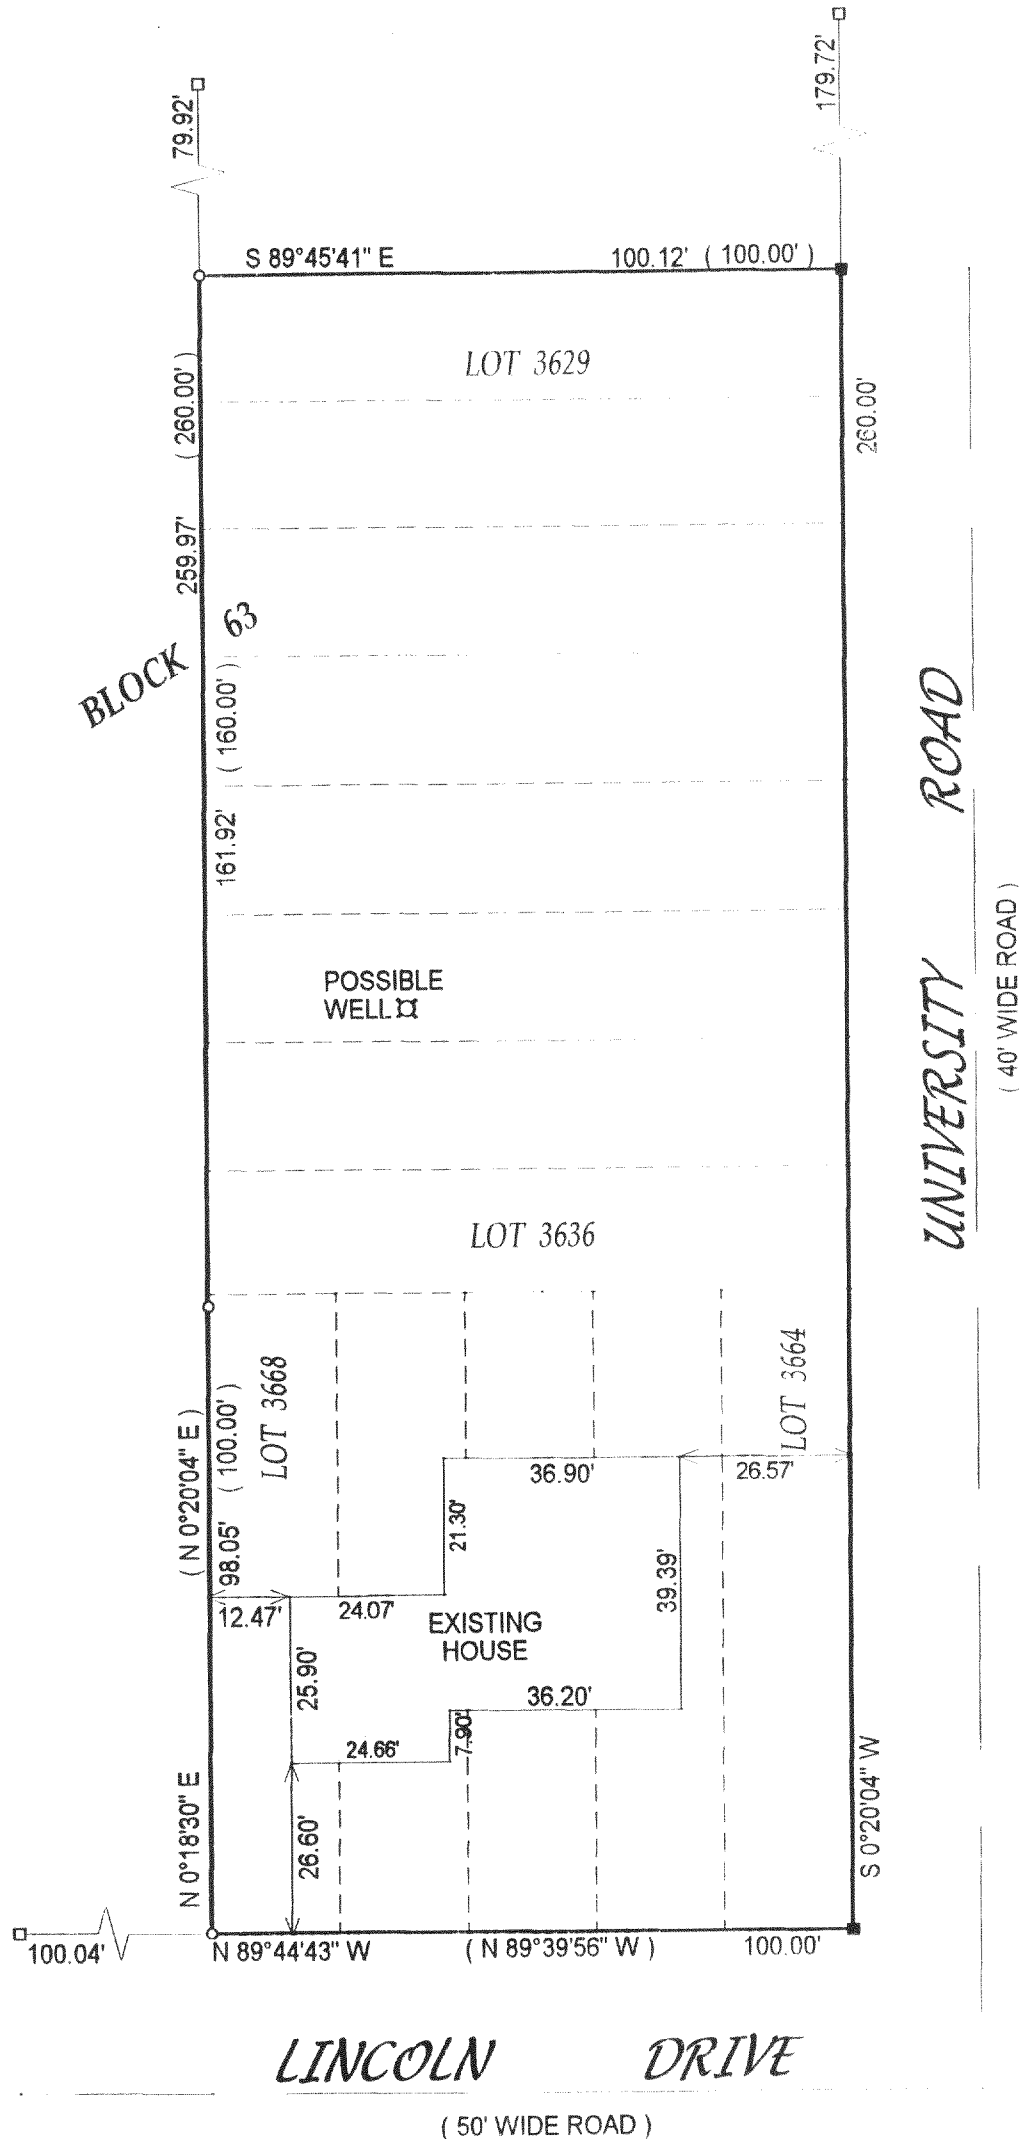 179.72'
79.92'
S 89°45'41" E
100.12' ( 100.00' )
LOT 3629
( 260.00' )
260.00'
259.97'
BLOCK 63
( 160.00' )
161.92'
UNIVERSITY ROAD
( 40' WIDE ROAD )
POSSIBLE
WELL
LOT 3636
LOT 3668
LOT 3664
( N 0°20'04" E )
( 100.00' )
98.05'
36.90'
26.57'
21.30'
39.39'
12.47'
24.07'
EXISTING
HOUSE
25.90'
36.20'
7.90'
24.66'
26.60'
N 0°18'30" E
S 0°20'04" W
100.04'
N 89°44'43" W
( N 89°39'56" W )
100.00'
LINCOLN DRIVE
( 50' WIDE ROAD )